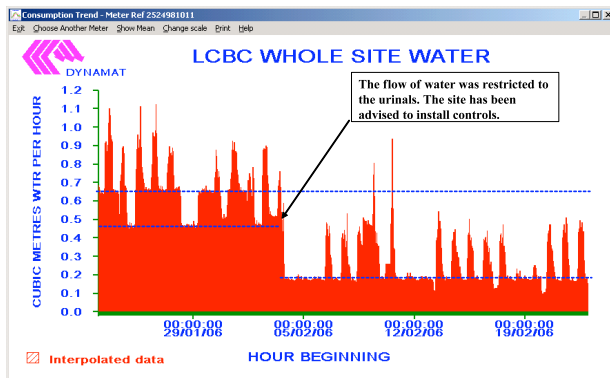 Consumption Trend - Meter Ref 2524981011
Exit Choose Another Meter Show Mean Change scale Print Help
LCBC WHOLE SITE WATER
DYNAMAT
The flow of water was restricted to
the urinals. The site has been
advised to install controls.
CUBIC METRES WTR PER HOUR
1.2
1.1
1.0
0.9
0.8
0.7
0.6
0.5
0.4
0.3
0.2
0.1
0.0
00:00:00 00:00:00 00:00:00 00:00:00
29/01/06 05/02/06 12/02/06 19/02/06
Interpolated data
HOUR BEGINNING